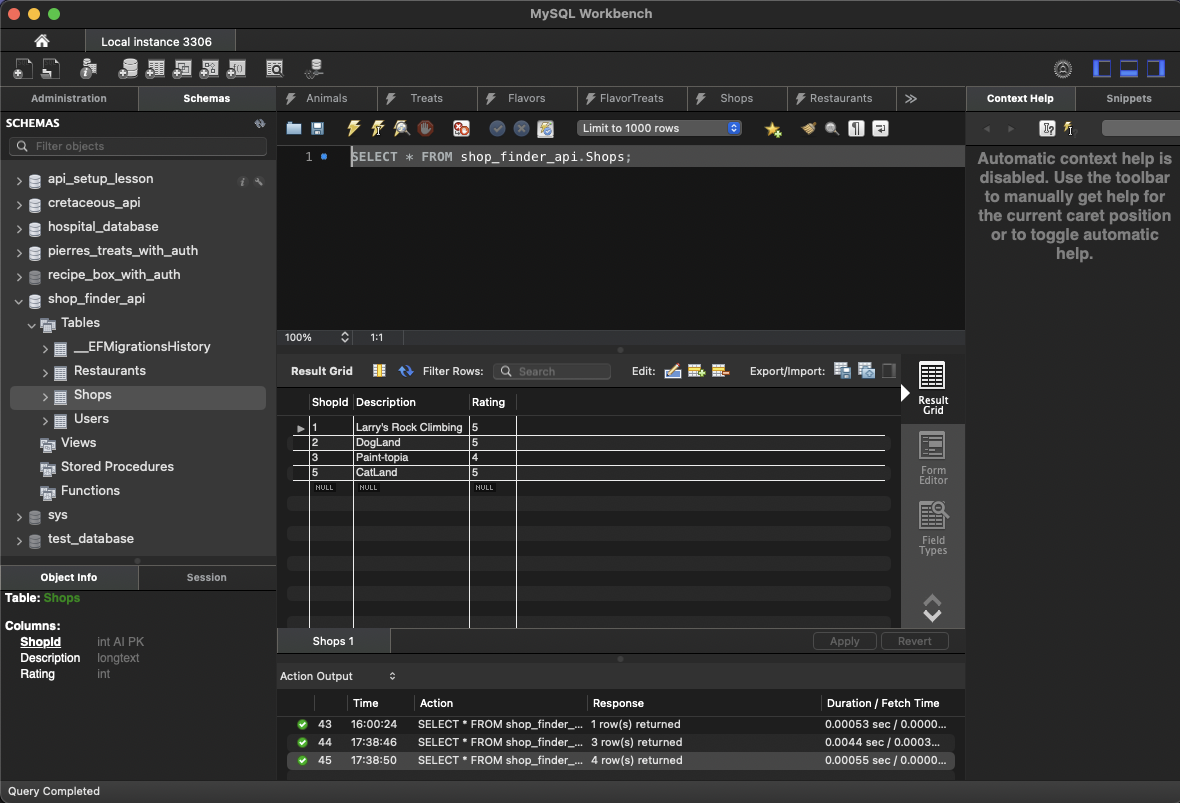 MySQL Workbench
Local instance 3306
Administration
Schemas
Animals
Treats
Flavors
FlavorTreats
Shops
Restaurants
Context Help
Snippets
SCHEMAS
Filter objects
api_setup_lesson
cretaceous_api
hospital_database
pierres_treats_with_auth
recipe_box_with_auth
shop_finder_api
Tables
__EFMigrationsHistory
Restaurants
Shops
Users
Views
Stored Procedures
Functions
sys
test_database
Object Info
Session
Table: Shops
Columns:
ShopId int AI PK
Description longtext
Rating int
Limit to 1000 rows
1 SELECT * FROM shop_finder_api.Shops;
100% 1:1
Result Grid
Filter Rows:
Search
Edit:
Export/Import:
ShopId Description Rating
1 Larry's Rock Climbing 5
2 DogLand 5
3 Paint-topia 4
5 CatLand 5
NULL NULL NULL
Result
Grid
Form
Editor
Field
Types
Shops 1
Apply
Revert
Action Output
Time Action Response Duration / Fetch Time
43 16:00:24 SELECT * FROM shop_finder_... 1 row(s) returned 0.00053 sec / 0.0000...
44 17:38:46 SELECT * FROM shop_finder_... 3 row(s) returned 0.0044 sec / 0.0003...
45 17:38:50 SELECT * FROM shop_finder_... 4 row(s) returned 0.00055 sec / 0.0000...
Automatic context help is
disabled. Use the toolbar
to manually get help for
the current caret position
or to toggle automatic
help.
Query Completed